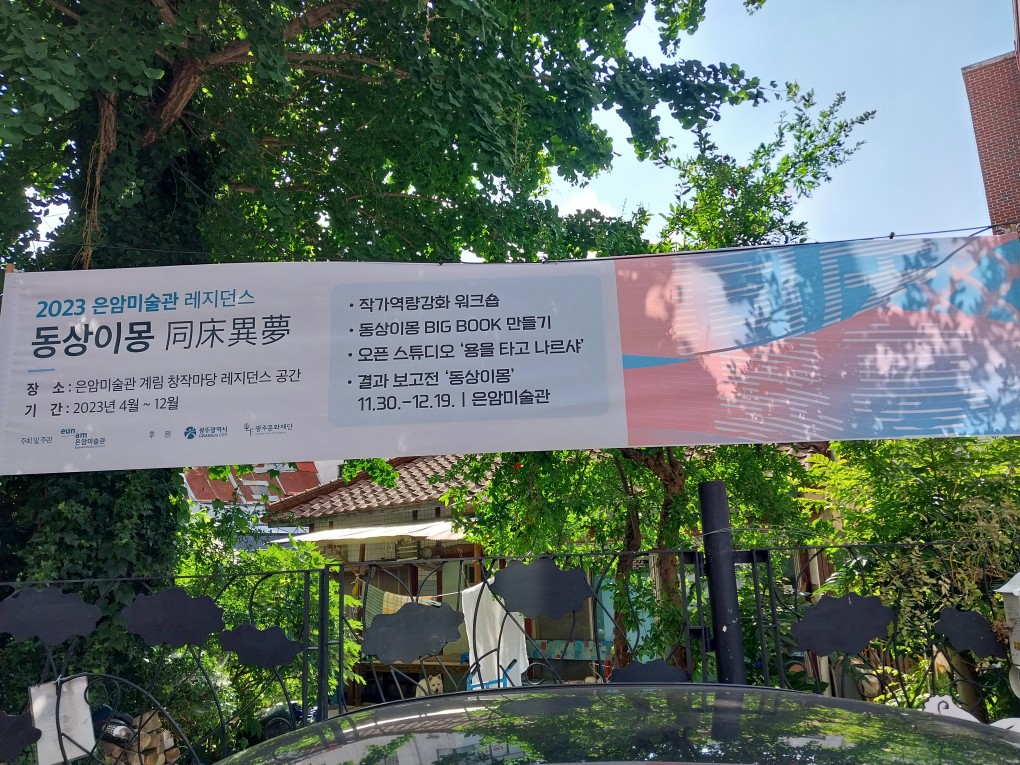 2023 은암미술관 레지던스
동상이몽 同床異夢
장 소 : 은암미술관 계림 창작마당 레지던스 공간
기 간 : 2023년 4월 ~ 12월
주최 및 주관
eun
am
은암미술관
후 원
광주광역시
광주문화재단
• 작가역량강화 워크숍
• 동상이몽 BIG BOOK 만들기
• 오픈 스튜디오 ‘용을 타고 나르샤’
• 결과 보고전 ‘동상이몽’
11.30.-12.19. | 은암미술관